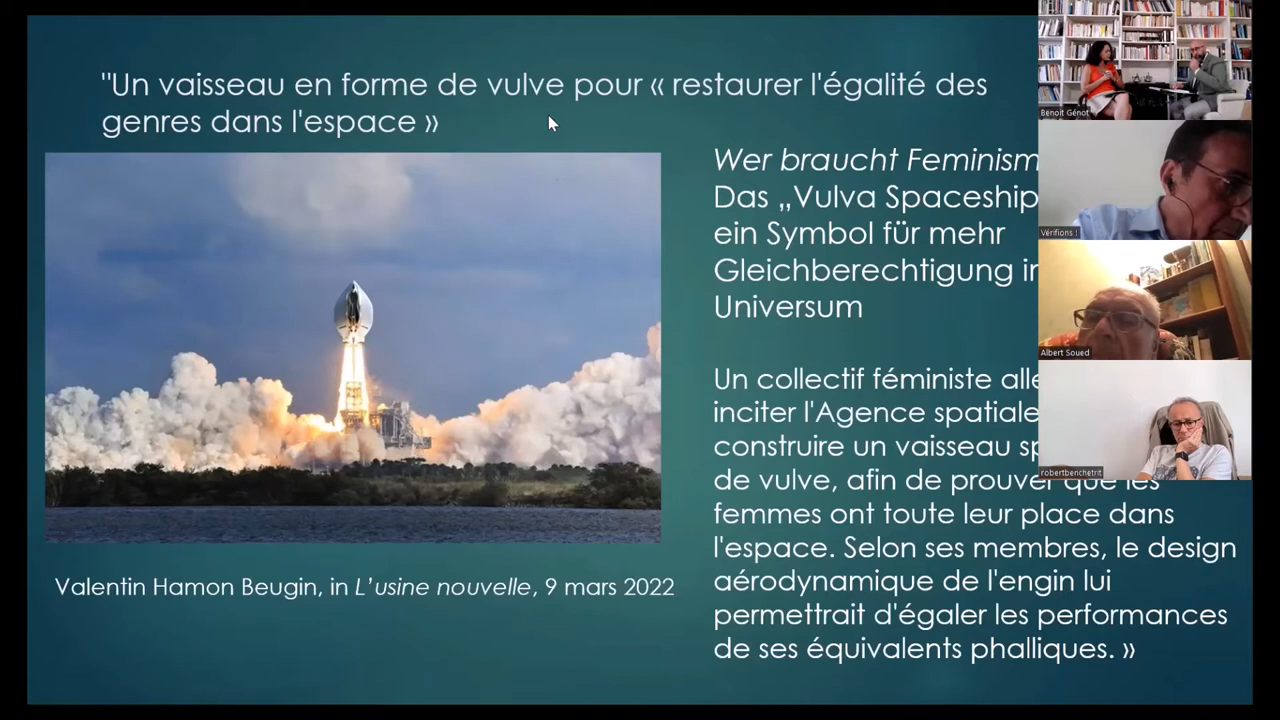 "Un vaisseau en forme de vulve pour « restaurer l'égalité des
genres dans l'espace »
Wer braucht Feminism
Das „Vulva Spaceship
ein Symbol für mehr
Gleichberechtigung in
Universum
Un collectif féministe alle
inciter l'Agence spatiale
construire un vaisseau sp
de vulve, afin de prouver que les
femmes ont toute leur place dans
l'espace. Selon ses membres, le design
aérodynamique de l'engin lui
permettrait d'égaler les performances
de ses équivalents phalliques. »
Valentin Hamon Beugin, in L'usine nouvelle, 9 mars 2022
Benoit Génot
Vérifions !
Albert Soued
robertbenchetrit